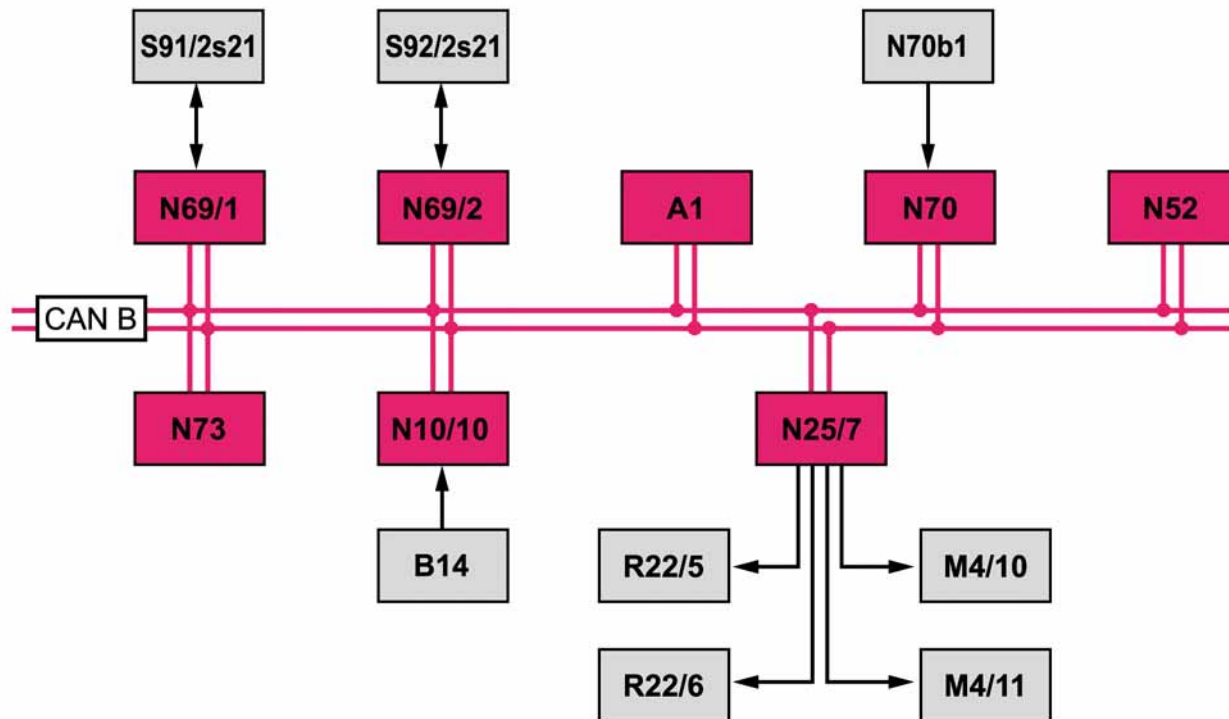 S91/2s21
S92/2s21
N70b1
N69/1
N69/2
A1
N70
N52
CAN B
N73
N10/10
N25/7
B14
R22/5
M4/10
R22/6
M4/11